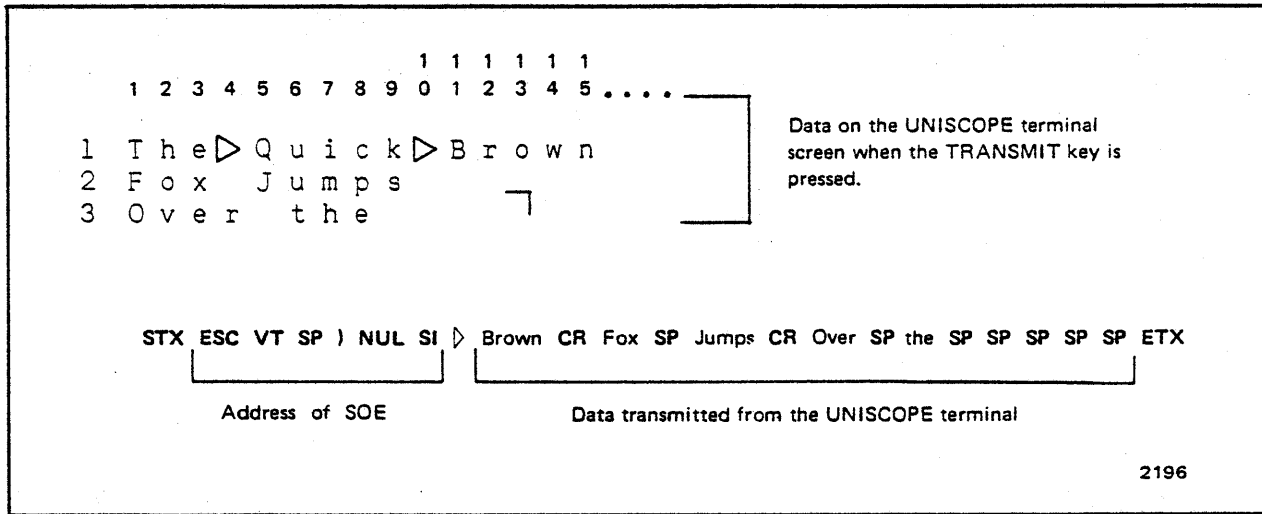 1 1 1 1 1 1
1 2 3 4 5 6 7 8 9 0 1 2 3 4 5 ....
1 The▷Quick▷Brown
2 Fox Jumps
3 Over the ┐
Data on the UNISCOPE terminal
screen when the TRANSMIT key is
pressed.
STX ESC VT SP ) NUL SI ▷ Brown CR Fox SP Jumps CR Over SP the SP SP SP SP SP ETX
Address of SOE
Data transmitted from the UNISCOPE terminal
2196